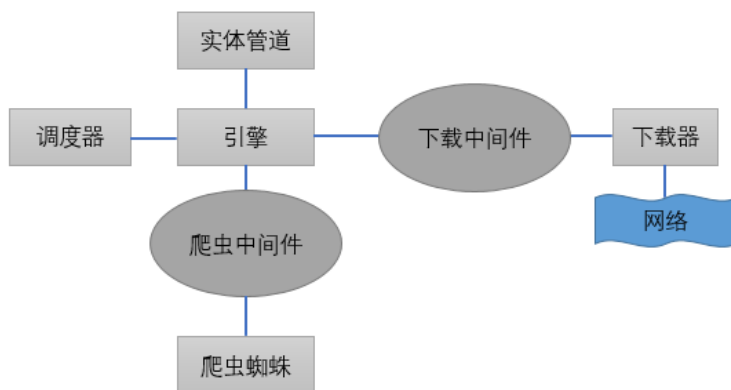 实体管道
调度器
引擎
下载中间件
下载器
网络
爬虫中间件
爬虫蜘蛛